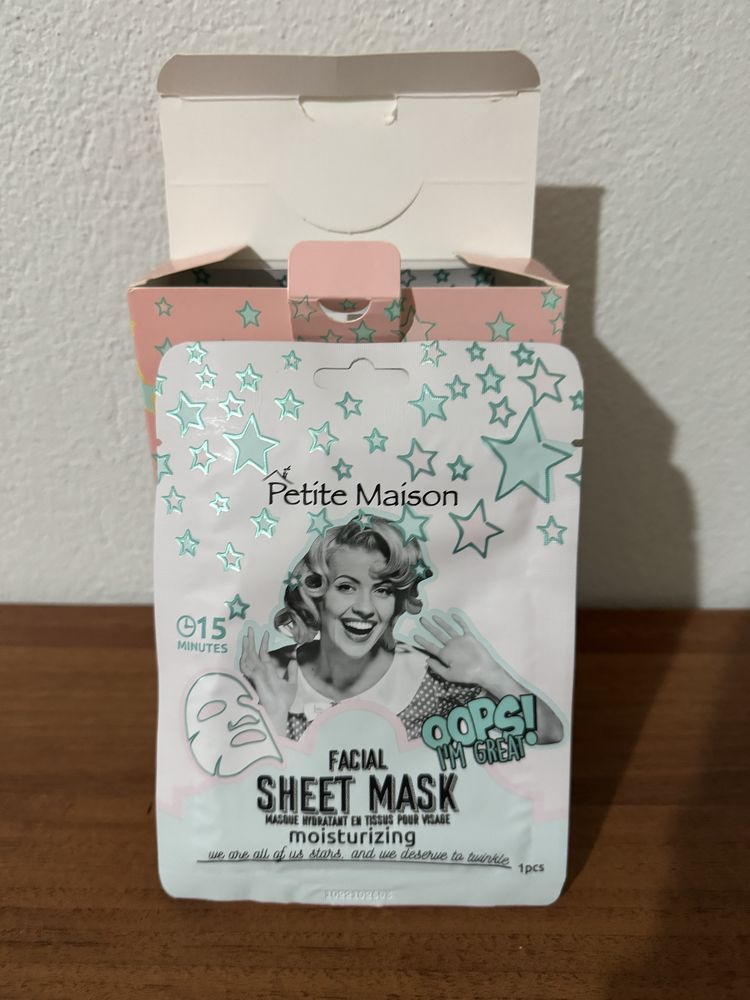 Petite Maison
15
MINUTES
OOPS!
I'M GREAT
FACIAL
SHEET MASK
MASQUE HYDRATANT EN TISSUS POUR VISAGE
moisturizing
we are all of us stars, and we deserve to twinkle
1pcs